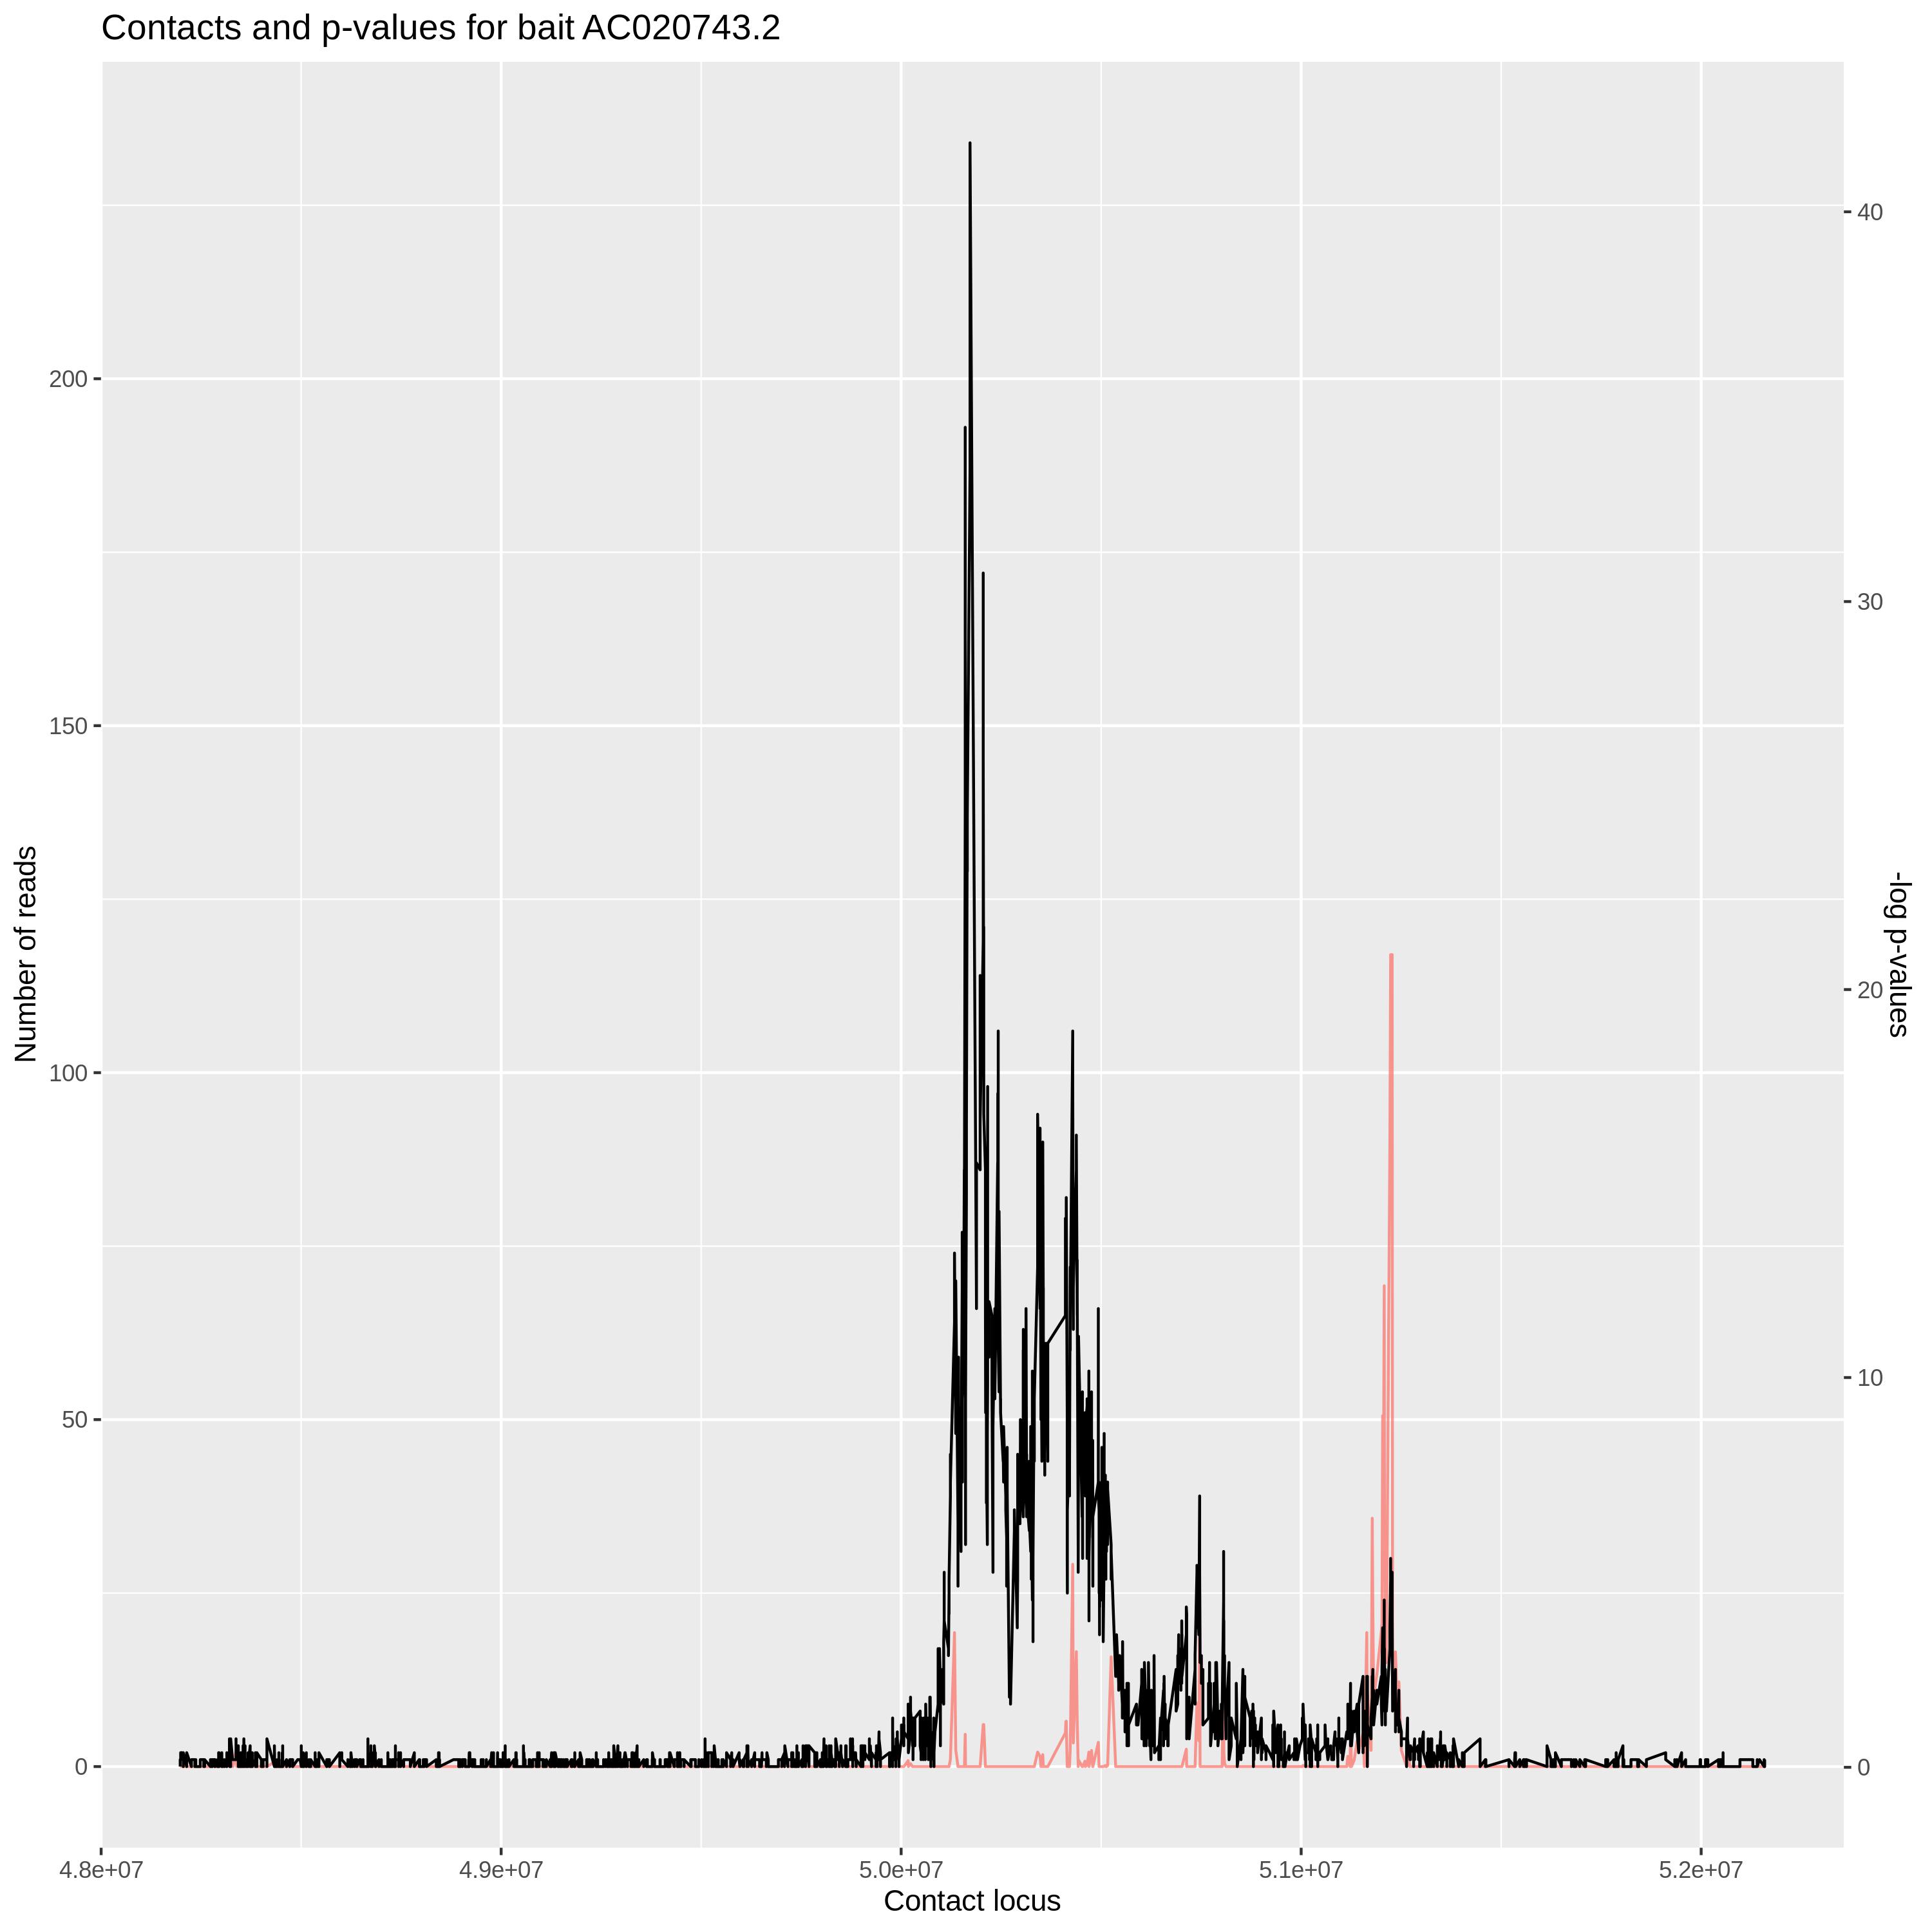 Contacts and p-values for bait AC020743.2
Number of reads
200
150
100
50
0
40
30
20
10
0
-log p-values
4.8e+07 4.9e+07 5.0e+07 5.1e+07 5.2e+07
Contact locus